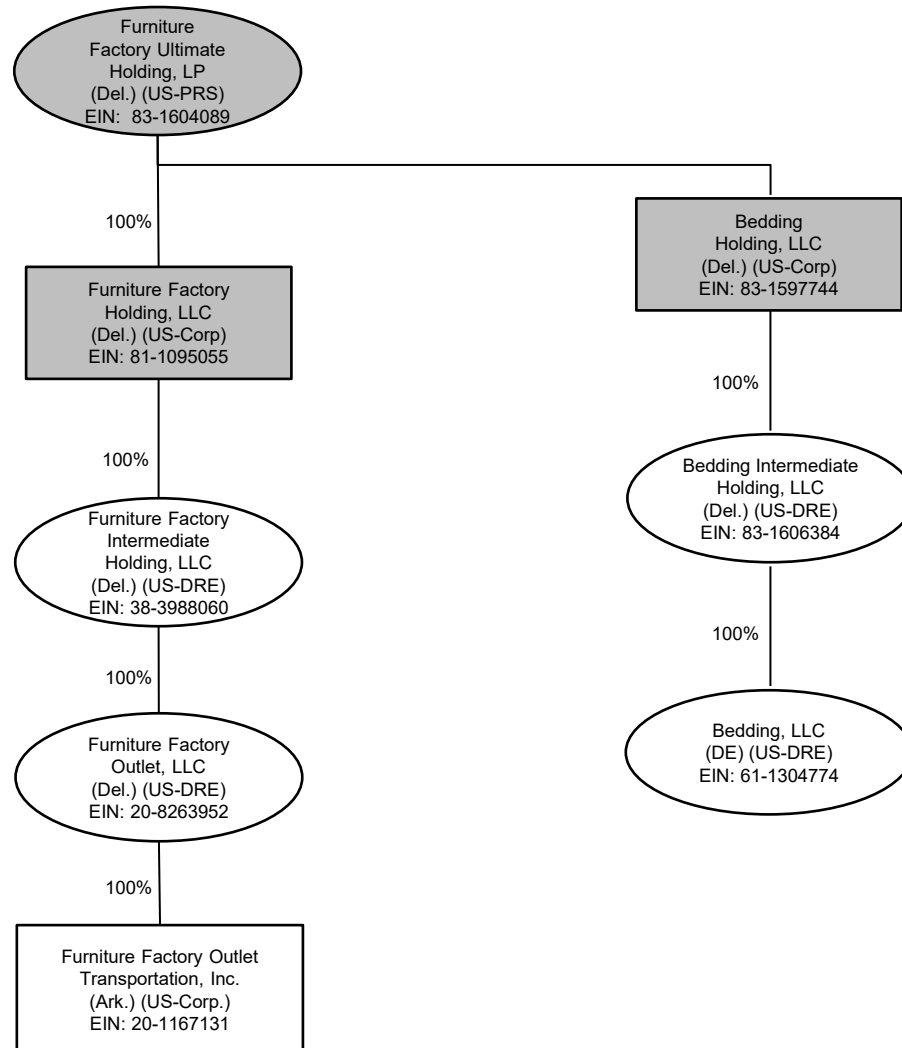 Furniture
Factory Ultimate
Holding, LP
(Del.) (US-PRS)
EIN: 83-1604089
100%
Furniture Factory
Holding, LLC
(Del.) (US-Corp)
EIN: 81-1095055
100%
Furniture Factory
Intermediate
Holding, LLC
(Del.) (US-DRE)
EIN: 38-3988060
100%
Furniture Factory
Outlet, LLC
(Del.) (US-DRE)
EIN: 20-8263952
100%
Furniture Factory Outlet
Transportation, Inc.
(Ark.) (US-Corp.)
EIN: 20-1167131
Bedding
Holding, LLC
(Del.) (US-Corp)
EIN: 83-1597744
100%
Bedding Intermediate
Holding, LLC
(Del.) (US-DRE)
EIN: 83-1606384
100%
Bedding, LLC
(DE) (US-DRE)
EIN: 61-1304774